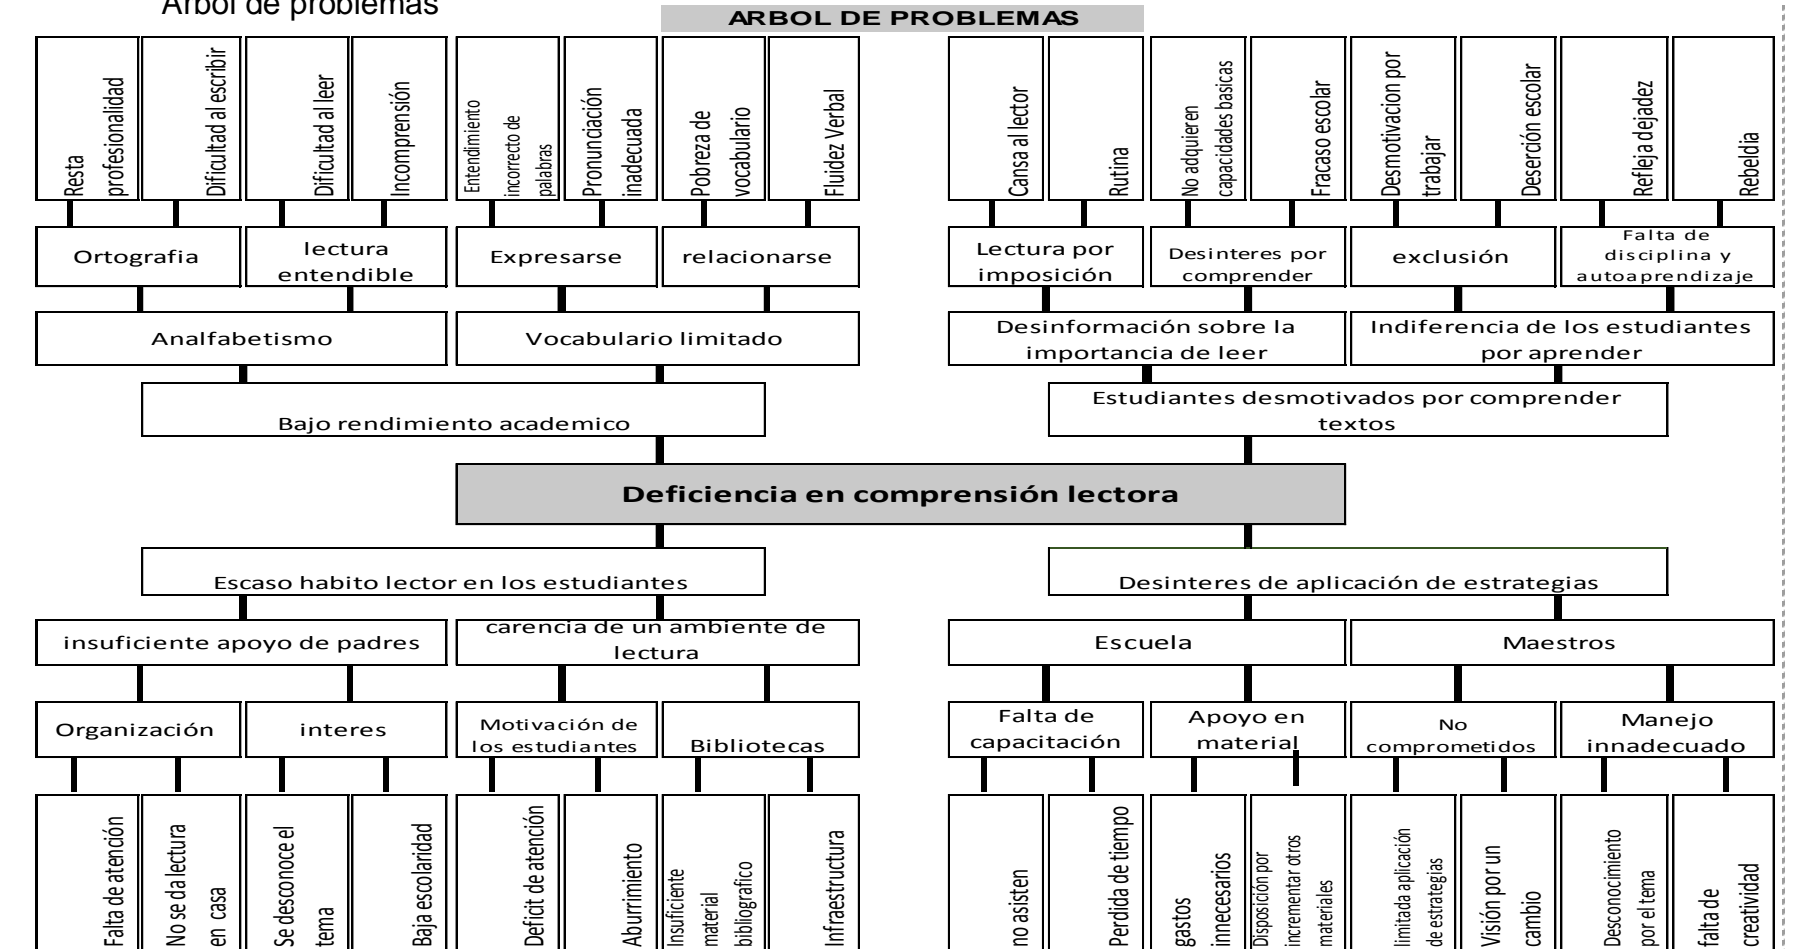 Arbol de problemas
ARBOL DE PROBLEMAS
Resta
profesionalidad
Dificultad al escribir
Dificultad al leer
Incomprensión
Entendimiento
incorrecto de
palabras
Pronunciación
inadecuada
Pobreza de
vocabulario
Fluidez Verbal
Cansa al lector
Rutina
No adquieren
capacidades basicas
Fracaso escolar
Desmotivacion por
trabajar
Deserción escolar
Refleja dejadez
Rebeldia
Ortografia
lectura
entendible
Expresarse
relacionarse
Lectura por
imposición
Desinteres por
comprender
exclusión
Falta de
disciplina y
autoaprendizaje
Analfabetismo
Vocabulario limitado
Desinformación sobre la
importancia de leer
Indiferencia de los estudiantes
por aprender
Bajo rendimiento academico
Estudiantes desmotivados por comprender
textos
Deficiencia en comprensión lectora
Escaso habito lector en los estudiantes
Desinteres de aplicación de estrategias
insuficiente apoyo de padres
carencia de un ambiente de
lectura
Escuela
Maestros
Organización
interes
Motivación de
los estudiantes
Bibliotecas
Falta de
capacitación
Apoyo en
material
No
comprometidos
Manejo
innadecuado
Falta de atención
No se da lectura
en casa
Se desconoce el
tema
Baja escolaridad
Deficit de atención
Aburrimiento
Insuficiente
material
bibliografico
Infraestructura
no asisten
Perdida de tiempo
gastos
innecesarios
Disposición por
incrementar otros
materiales
limitada aplicación
de estrategias
Visión por un
cambio
Desconocimiento
por el tema
falta de
creatividad